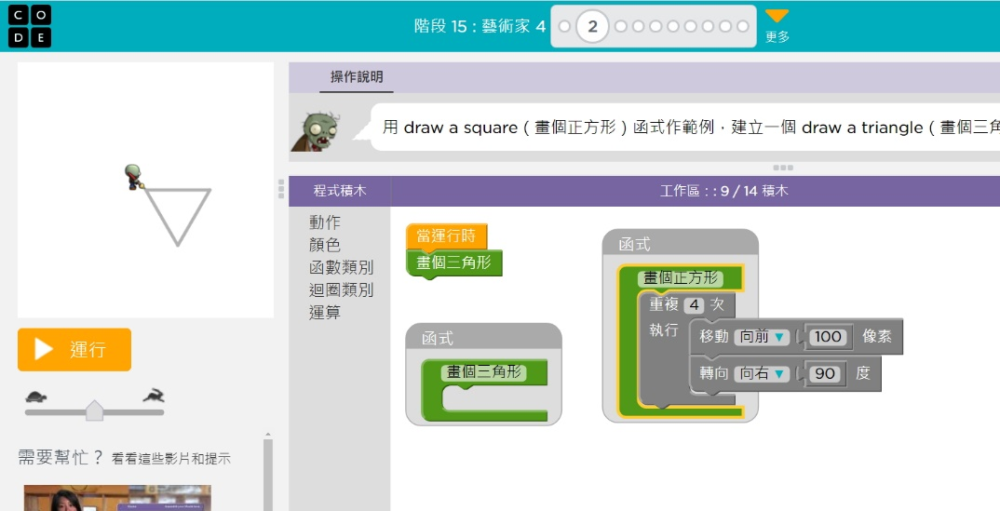 CO
DE
階段 15 : 藝術家 4
2
更多
操作說明
用 draw a square ( 畫個正方形 ) 函式作範例，建立一個 draw a triangle ( 畫個三角
程式積木
工作區 : : 9 / 14 積木
動作
顏色
函數類別
迴圈類別
運算
當運行時
畫個三角形
函式
畫個三角形
函式
畫個正方形
重複 4 次
執行
移動 向前▼ 100 像素
轉向 向右▼ 90 度
運行
需要幫忙？ 看看這些影片和提示